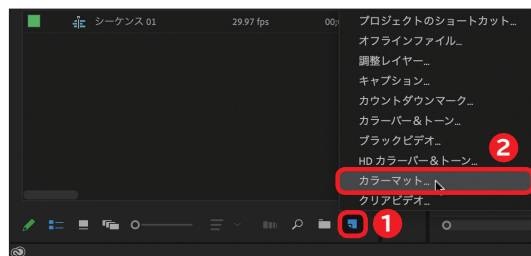 シーケンス 01 29.97 fps 00;
プロジェクトのショートカット...
オフラインファイル...
調整レイヤー...
キャプション...
カウントダウンマーク...
カラーバー＆トーン...
ブラックビデオ...
2
HD カラーバー＆トーン...
カラーマット...
クリアビデオ...
1